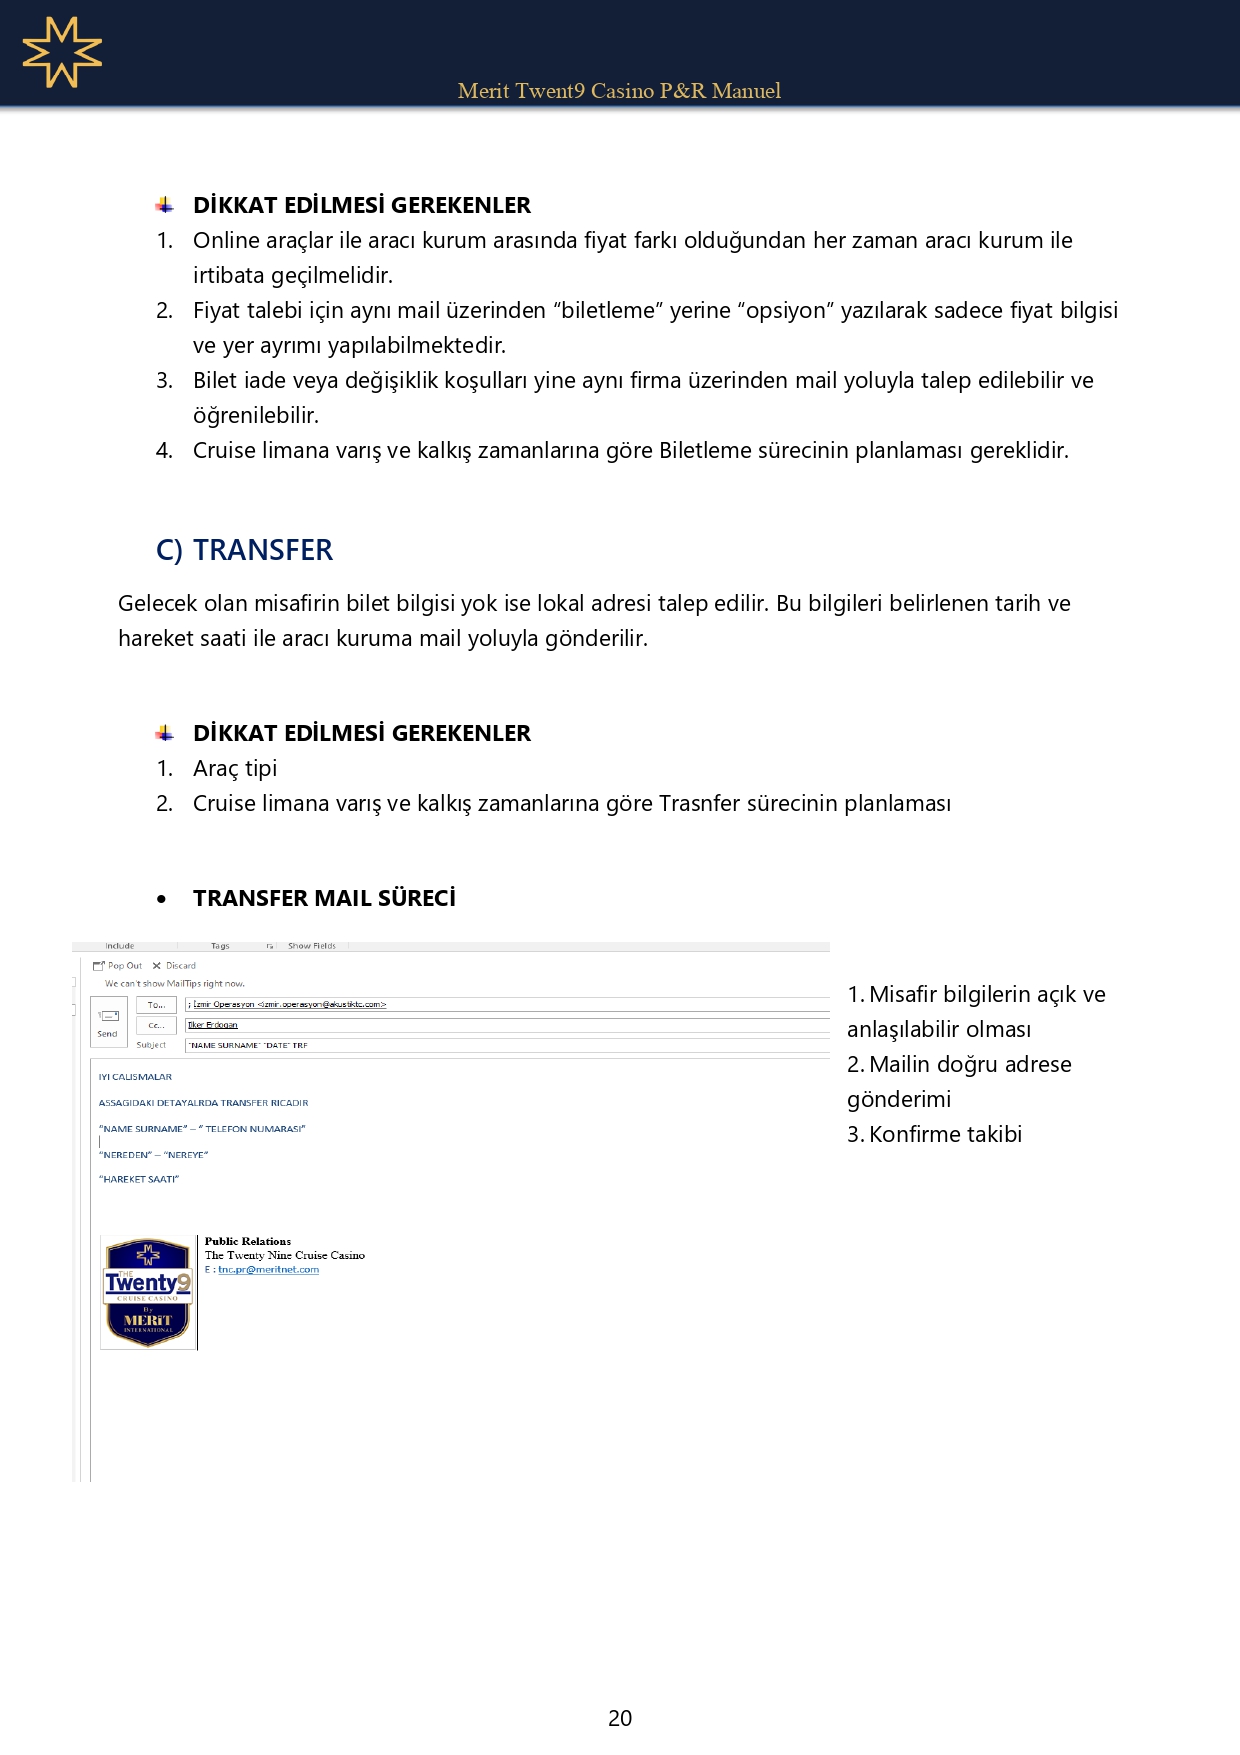 Merit Twent9 Casino P&R Manuel
DİKKAT EDİLMESİ GEREKENLER
1. Online araçlar ile aracı kurum arasında fiyat farkı olduğundan her zaman aracı kurum ile
irtibata geçilmelidir.
2. Fiyat talebi için aynı mail üzerinden “biletleme” yerine “opsiyon” yazılarak sadece fiyat bilgisi
ve yer ayrımı yapılabilmektedir.
3. Bilet iade veya değişiklik koşulları yine aynı firma üzerinden mail yoluyla talep edilebilir ve
öğrenilebilir.
4. Cruise limana varış ve kalkış zamanlarına göre Biletleme sürecinin planlaması gereklidir.
C) TRANSFER
Gelecek olan misafirin bilet bilgisi yok ise lokal adresi talep edilir. Bu bilgileri belirlenen tarih ve
hareket saati ile aracı kuruma mail yoluyla gönderilir.
DİKKAT EDİLMESİ GEREKENLER
1. Araç tipi
2. Cruise limana varış ve kalkış zamanlarına göre Trasnfer sürecinin planlaması
• TRANSFER MAIL SÜRECİ
Include Tags Show Fields
Pop Out Discard
We can't show MailTips right now.
To... ; İzmir Operasyon <izmir.operasyon@akustiktc.com>
Send
Cc... İlker Erdogan
Subject "NAME SURNAME" "DATE" TRF
IYI CALISMALAR
ASSAGIDAKI DETAYALRDA TRANSFER RICADIR
“NAME SURNAME” – “ TELEFON NUMARASI”
“NEREDEN” – “NEREYE”
“HAREKET SAATI”
Public Relations
The Twenty Nine Cruise Casino
E : tnc.pr@meritnet.com
THE
Twenty9
CRUISE CASINO
By
MERİT
INTERNATIONAL
1. Misafir bilgilerin açık ve
anlaşılabilir olması
2. Mailin doğru adrese
gönderimi
3. Konfirme takibi
20